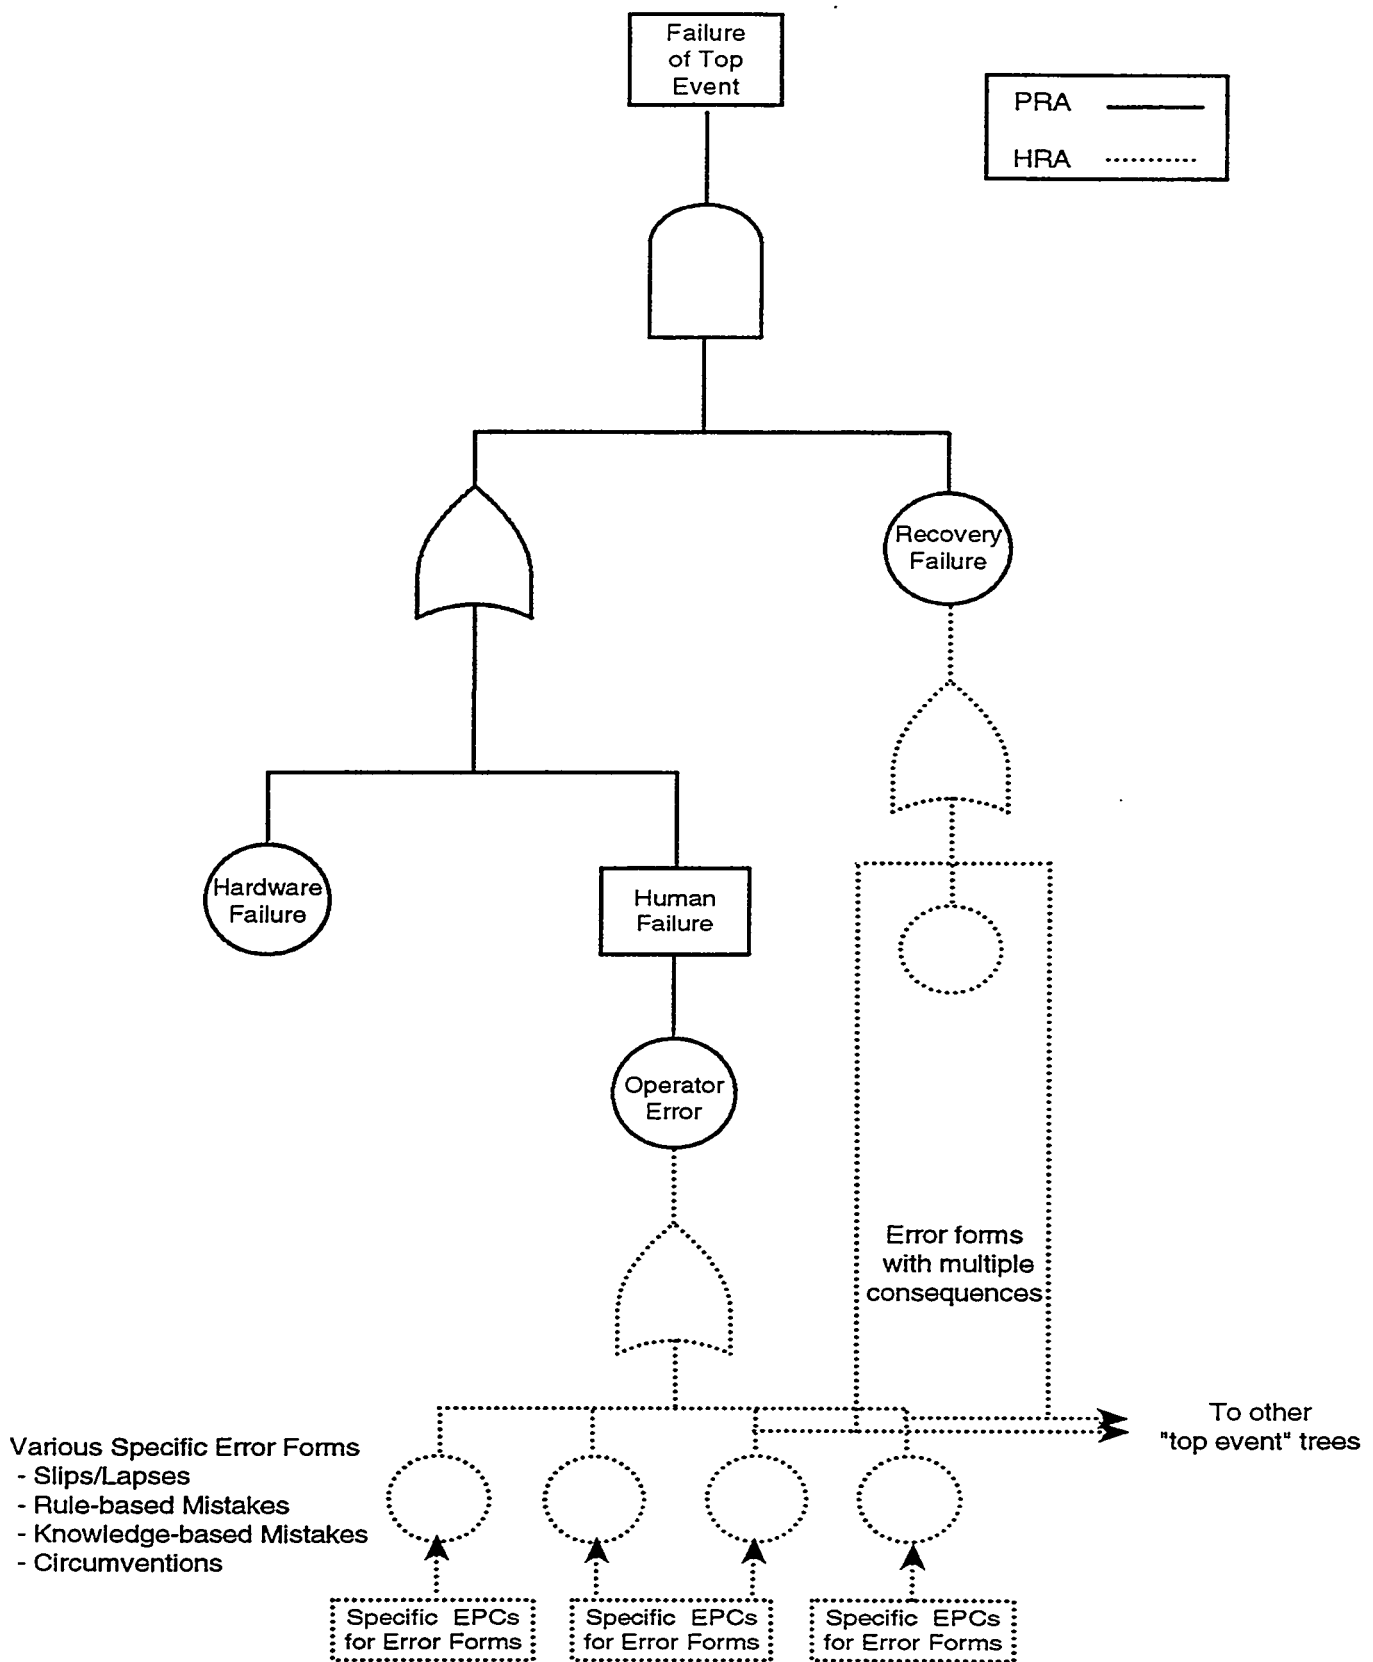 Failure
of Top
Event
PRA
HRA
Recovery
Failure
Hardware
Failure
Human
Failure
Operator
Error
Error forms
with multiple
consequences
To other
"top event" trees
Various Specific Error Forms
- Slips/Lapses
- Rule-based Mistakes
- Knowledge-based Mistakes
- Circumventions
Specific EPCs
for Error Forms
Specific EPCs
for Error Forms
Specific EPCs
for Error Forms